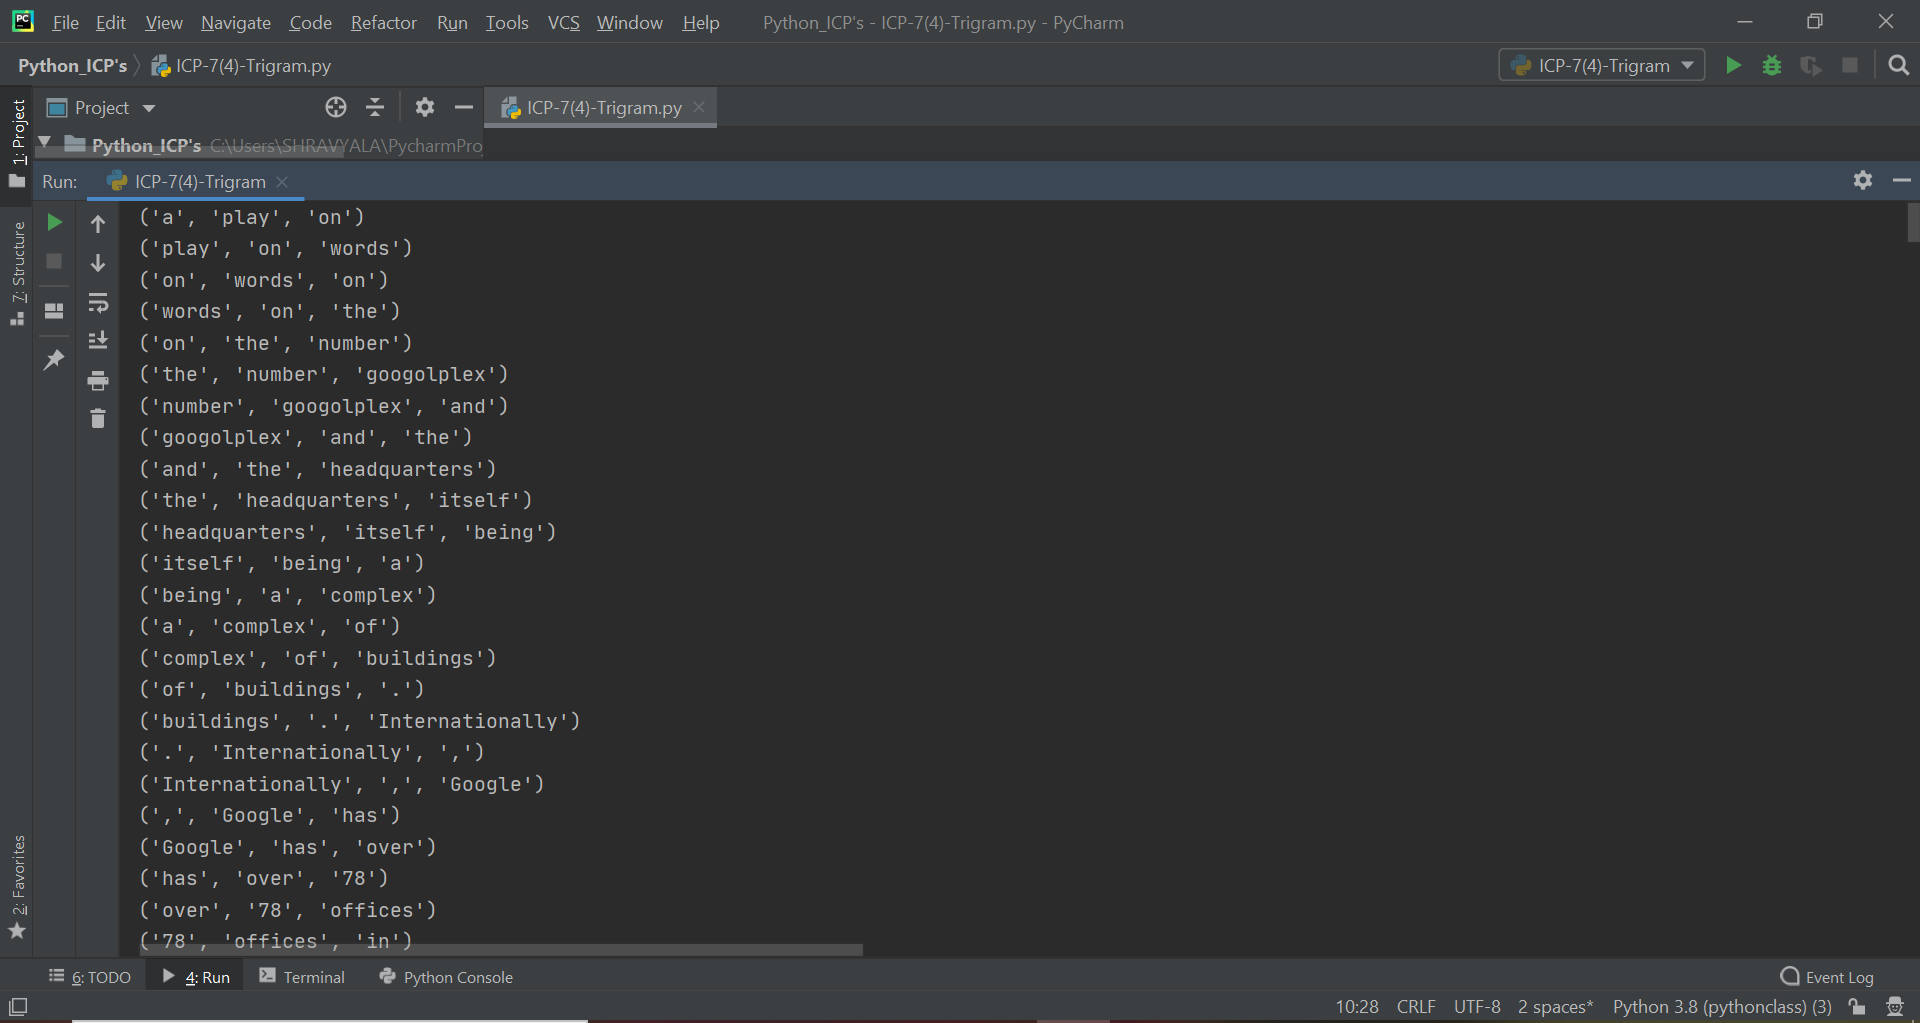 PC File Edit View Navigate Code Refactor Run Tools VCS Window Help Python_ICP's - ICP-7(4)-Trigram.py - PyCharm
Python_ICP's ICP-7(4)-Trigram.py ICP-7(4)-Trigram
1: Project Project ICP-7(4)-Trigram.py
Python_ICP's C:\Users\SHRAVYALA\PycharmPro
Run: ICP-7(4)-Trigram
7: Structure
('a', 'play', 'on')
('play', 'on', 'words')
('on', 'words', 'on')
('words', 'on', 'the')
('on', 'the', 'number')
('the', 'number', 'googolplex')
('number', 'googolplex', 'and')
('googolplex', 'and', 'the')
('and', 'the', 'headquarters')
('the', 'headquarters', 'itself')
('headquarters', 'itself', 'being')
('itself', 'being', 'a')
('being', 'a', 'complex')
('a', 'complex', 'of')
('complex', 'of', 'buildings')
('of', 'buildings', '.')
('buildings', '.', 'Internationally')
('.', 'Internationally', ',')
('Internationally', ',', 'Google')
(',', 'Google', 'has')
('Google', 'has', 'over')
('has', 'over', '78')
('over', '78', 'offices')
('78', 'offices', 'in')
2: Favorites
6: TODO 4: Run Terminal Python Console Event Log
10:28 CRLF UTF-8 2 spaces* Python 3.8 (pythonclass) (3)